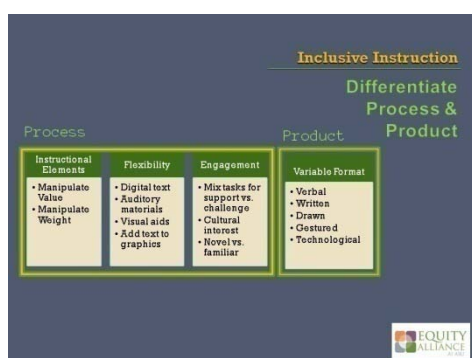 Inclusive Instruction
Differentiate
Process &
Product
Process
Instructional
Elements
• Manipulate
Value
• Manipulate
Weight
Flexibility
• Digital text
• Auditory
materials
• Visual aids
• Add text to
graphics
Engagement
• Mix tasks for
support vs.
challenge
• Cultural
interest
• Novel vs.
familiar
Product
Variable Format
• Verbal
• Written
• Drawn
• Gestured
• Technological
EQUITY
ALLIANCE